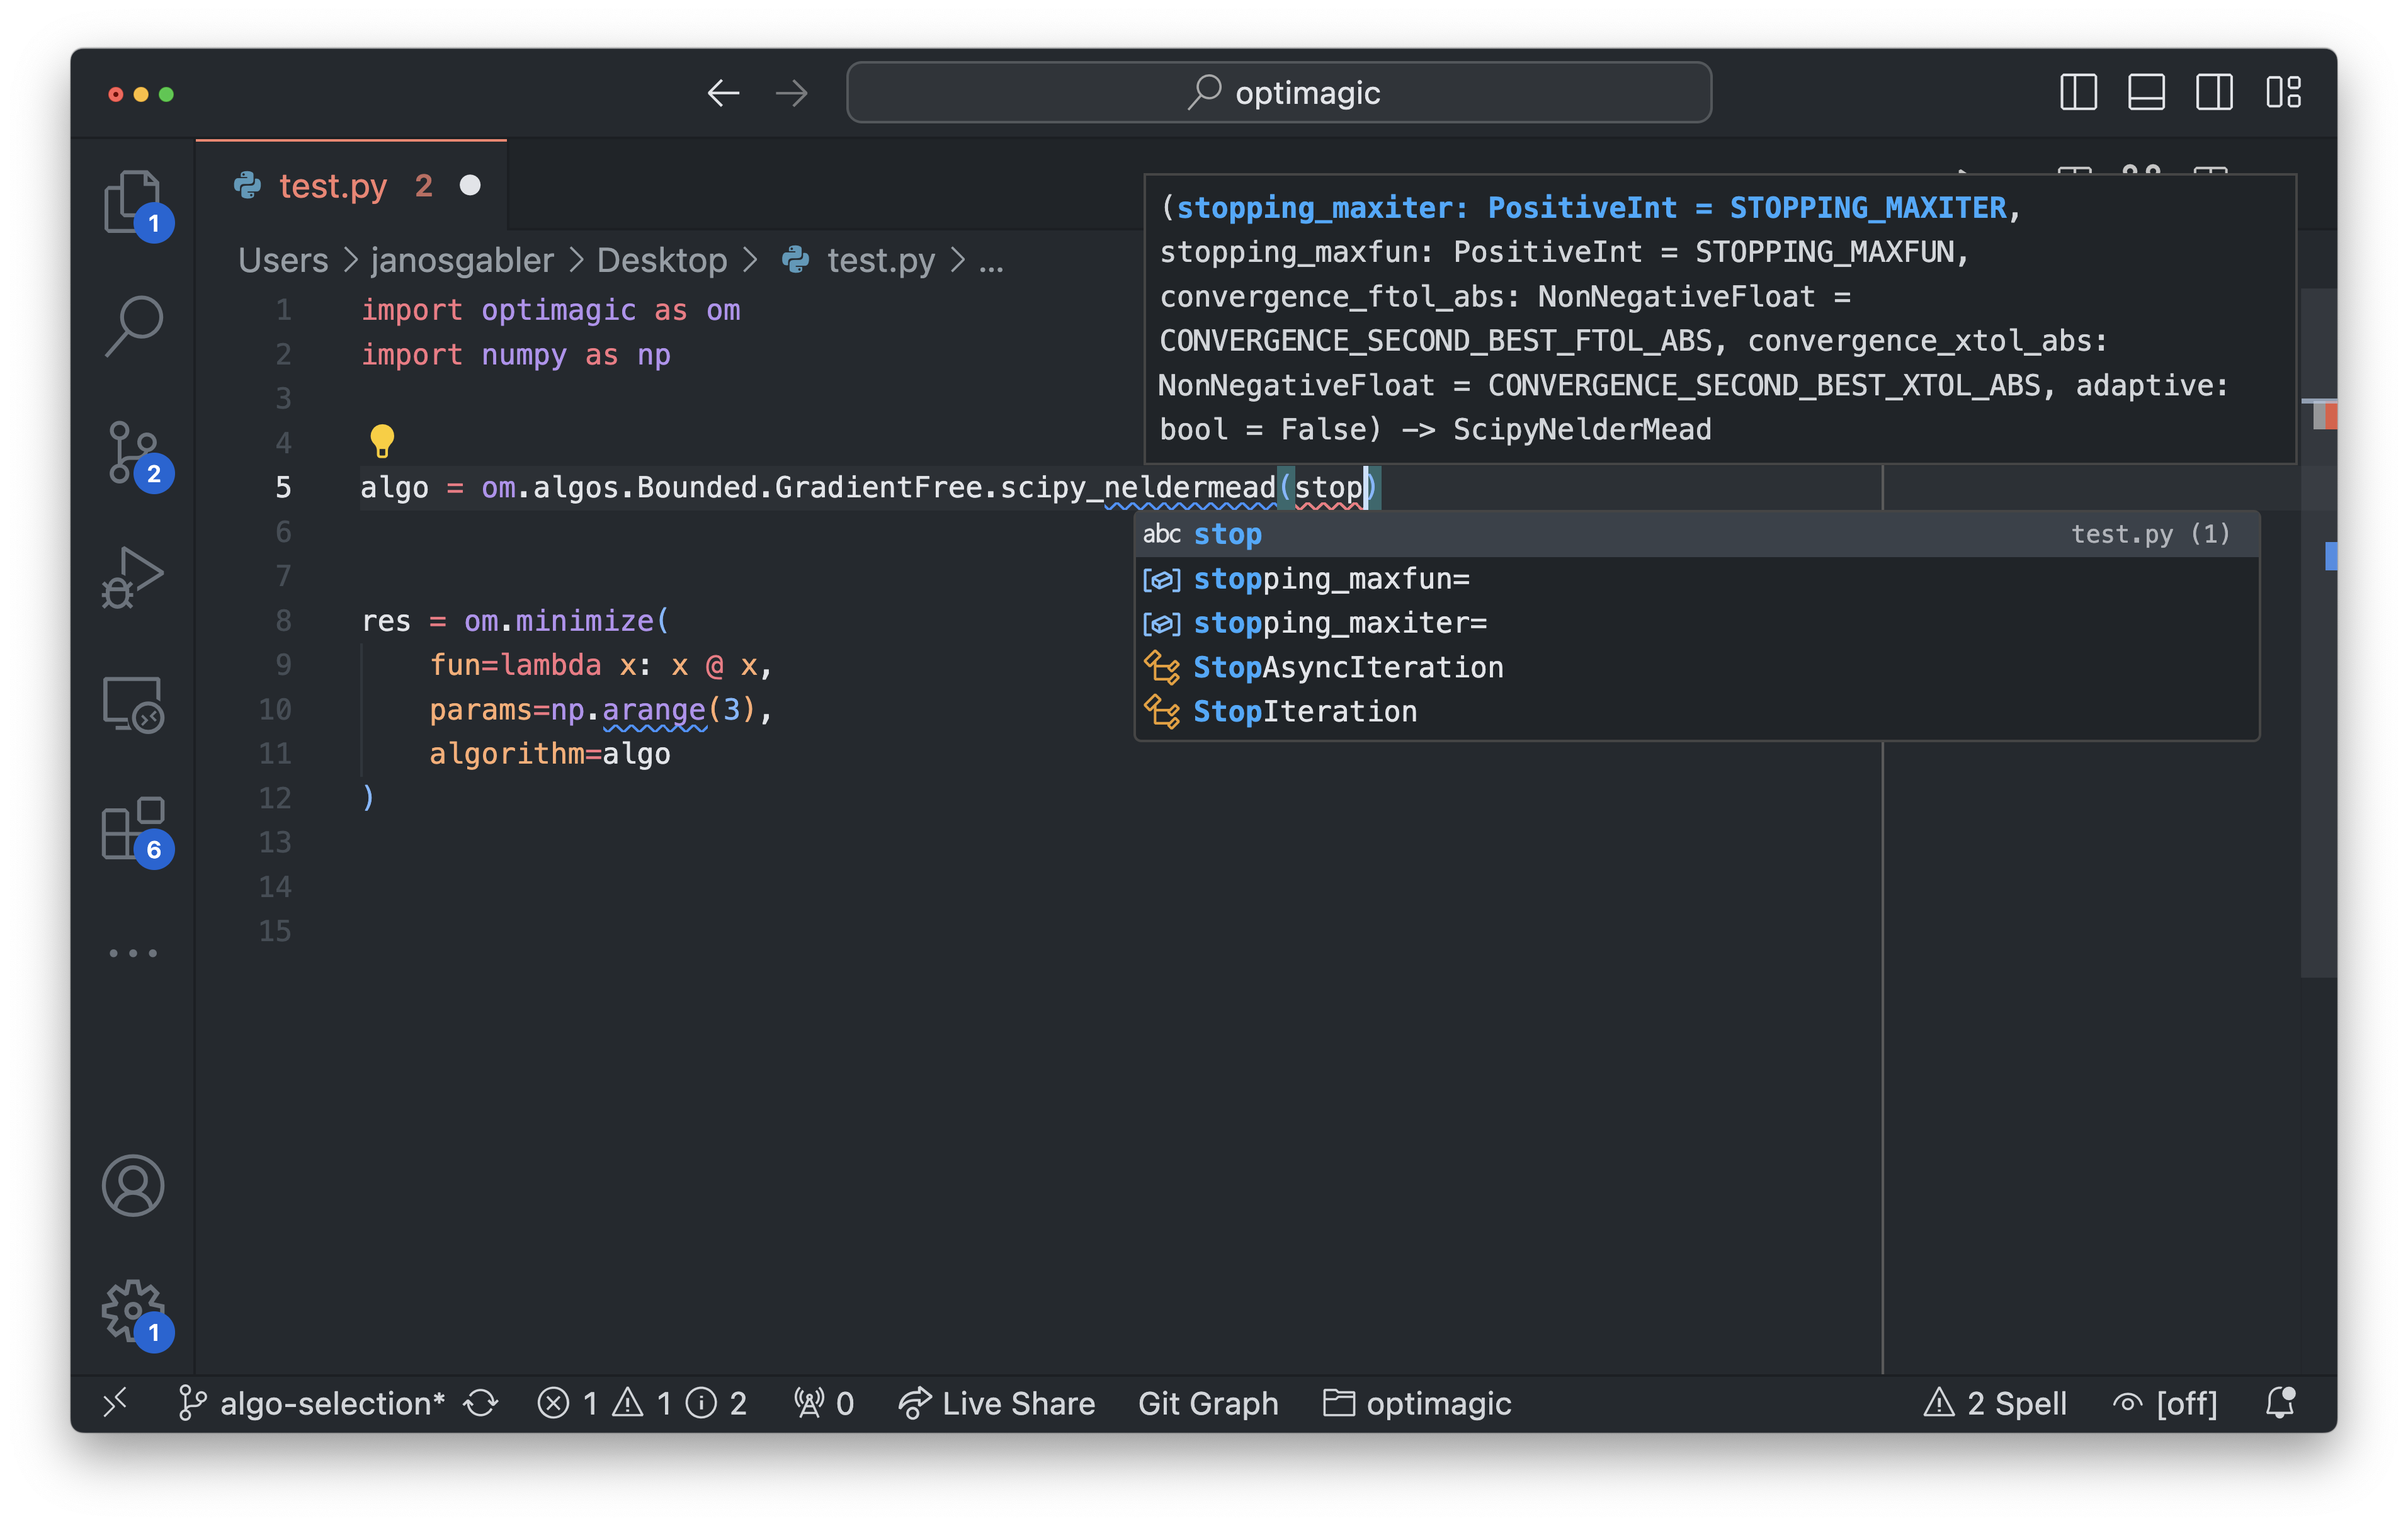 optimagic
test.py 2
1
Users > janosgabler > Desktop > test.py > ...
(stopping_maxiter: PositiveInt = STOPPING_MAXITER,
stopping_maxfun: PositiveInt = STOPPING_MAXFUN,
convergence_ftol_abs: NonNegativeFloat =
CONVERGENCE_SECOND_BEST_FTOL_ABS, convergence_xtol_abs:
NonNegativeFloat = CONVERGENCE_SECOND_BEST_XTOL_ABS, adaptive:
bool = False) -> ScipyNelderMead
1 import optimagic as om
2 import numpy as np
3
4
2
5 algo = om.algos.Bounded.GradientFree.scipy_neldermead(stop)
abc stop test.py (1)
stopping_maxfun=
stopping_maxiter=
StopAsyncIteration
StopIteration
6
7
8 res = om.minimize(
9 fun=lambda x: x @ x,
10 params=np.arange(3),
11 algorithm=algo
12 )
13
6
14
15
1
algo-selection* 1 1 2 0 Live Share Git Graph optimagic 2 Spell [off]